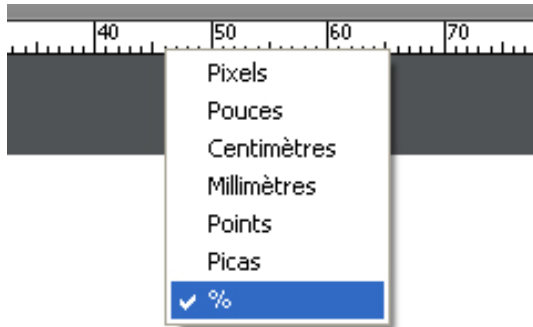 40 50 60 70
Pixels
Pouces
Centimètres
Millimètres
Points
Picas
%